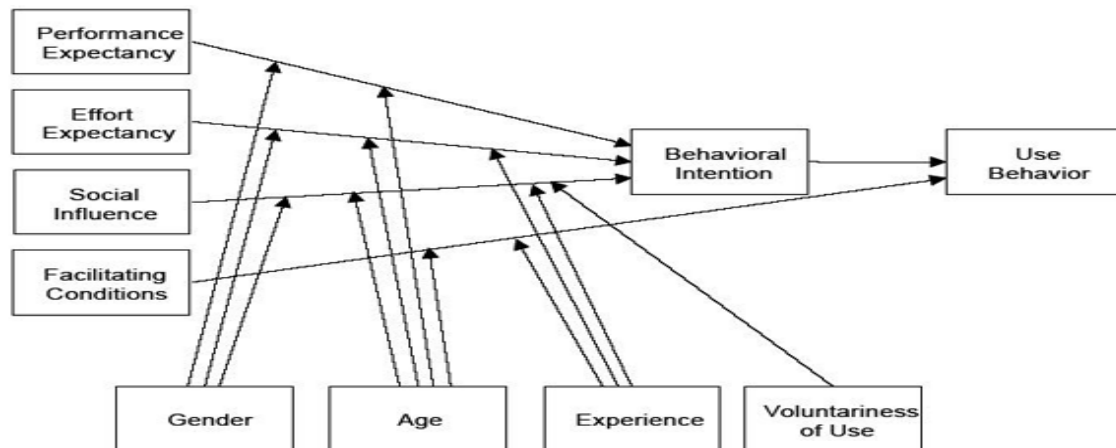 Performance
Expectancy
Effort
Expectancy
Social
Influence
Facilitating
Conditions
Behavioral
Intention
Use
Behavior
Gender
Age
Experience
Voluntariness
of Use